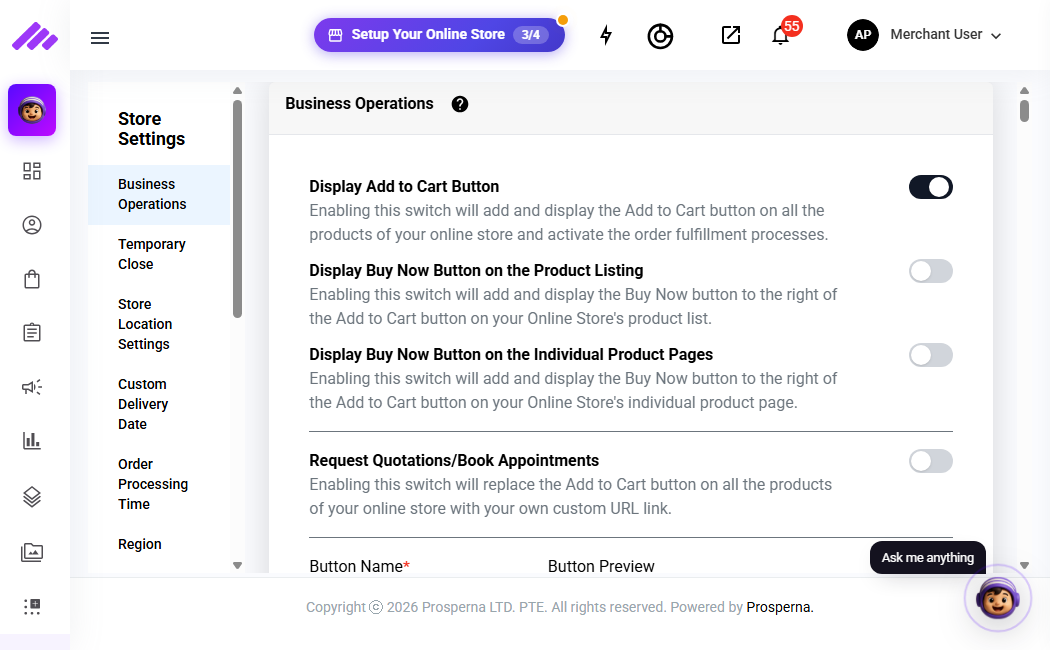 Setup Your Online Store 3/4
55
AP Merchant User
Store
Settings
Business
Operations
Temporary
Close
Store
Location
Settings
Custom
Delivery
Date
Order
Processing
Time
Region
Business Operations ?
Display Add to Cart Button
Enabling this switch will add and display the Add to Cart button on all the
products of your online store and activate the order fulfillment processes.
Display Buy Now Button on the Product Listing
Enabling this switch will add and display the Buy Now button to the right of
the Add to Cart button on your Online Store's product list.
Display Buy Now Button on the Individual Product Pages
Enabling this switch will add and display the Buy Now button to the right of
the Add to Cart button on your Online Store's individual product page.
Request Quotations/Book Appointments
Enabling this switch will replace the Add to Cart button on all the products
of your online store with your own custom URL link.
Button Name* Button Preview
Ask me anything
Copyright © 2026 Prosperna LTD. PTE. All rights reserved. Powered by Prosperna.